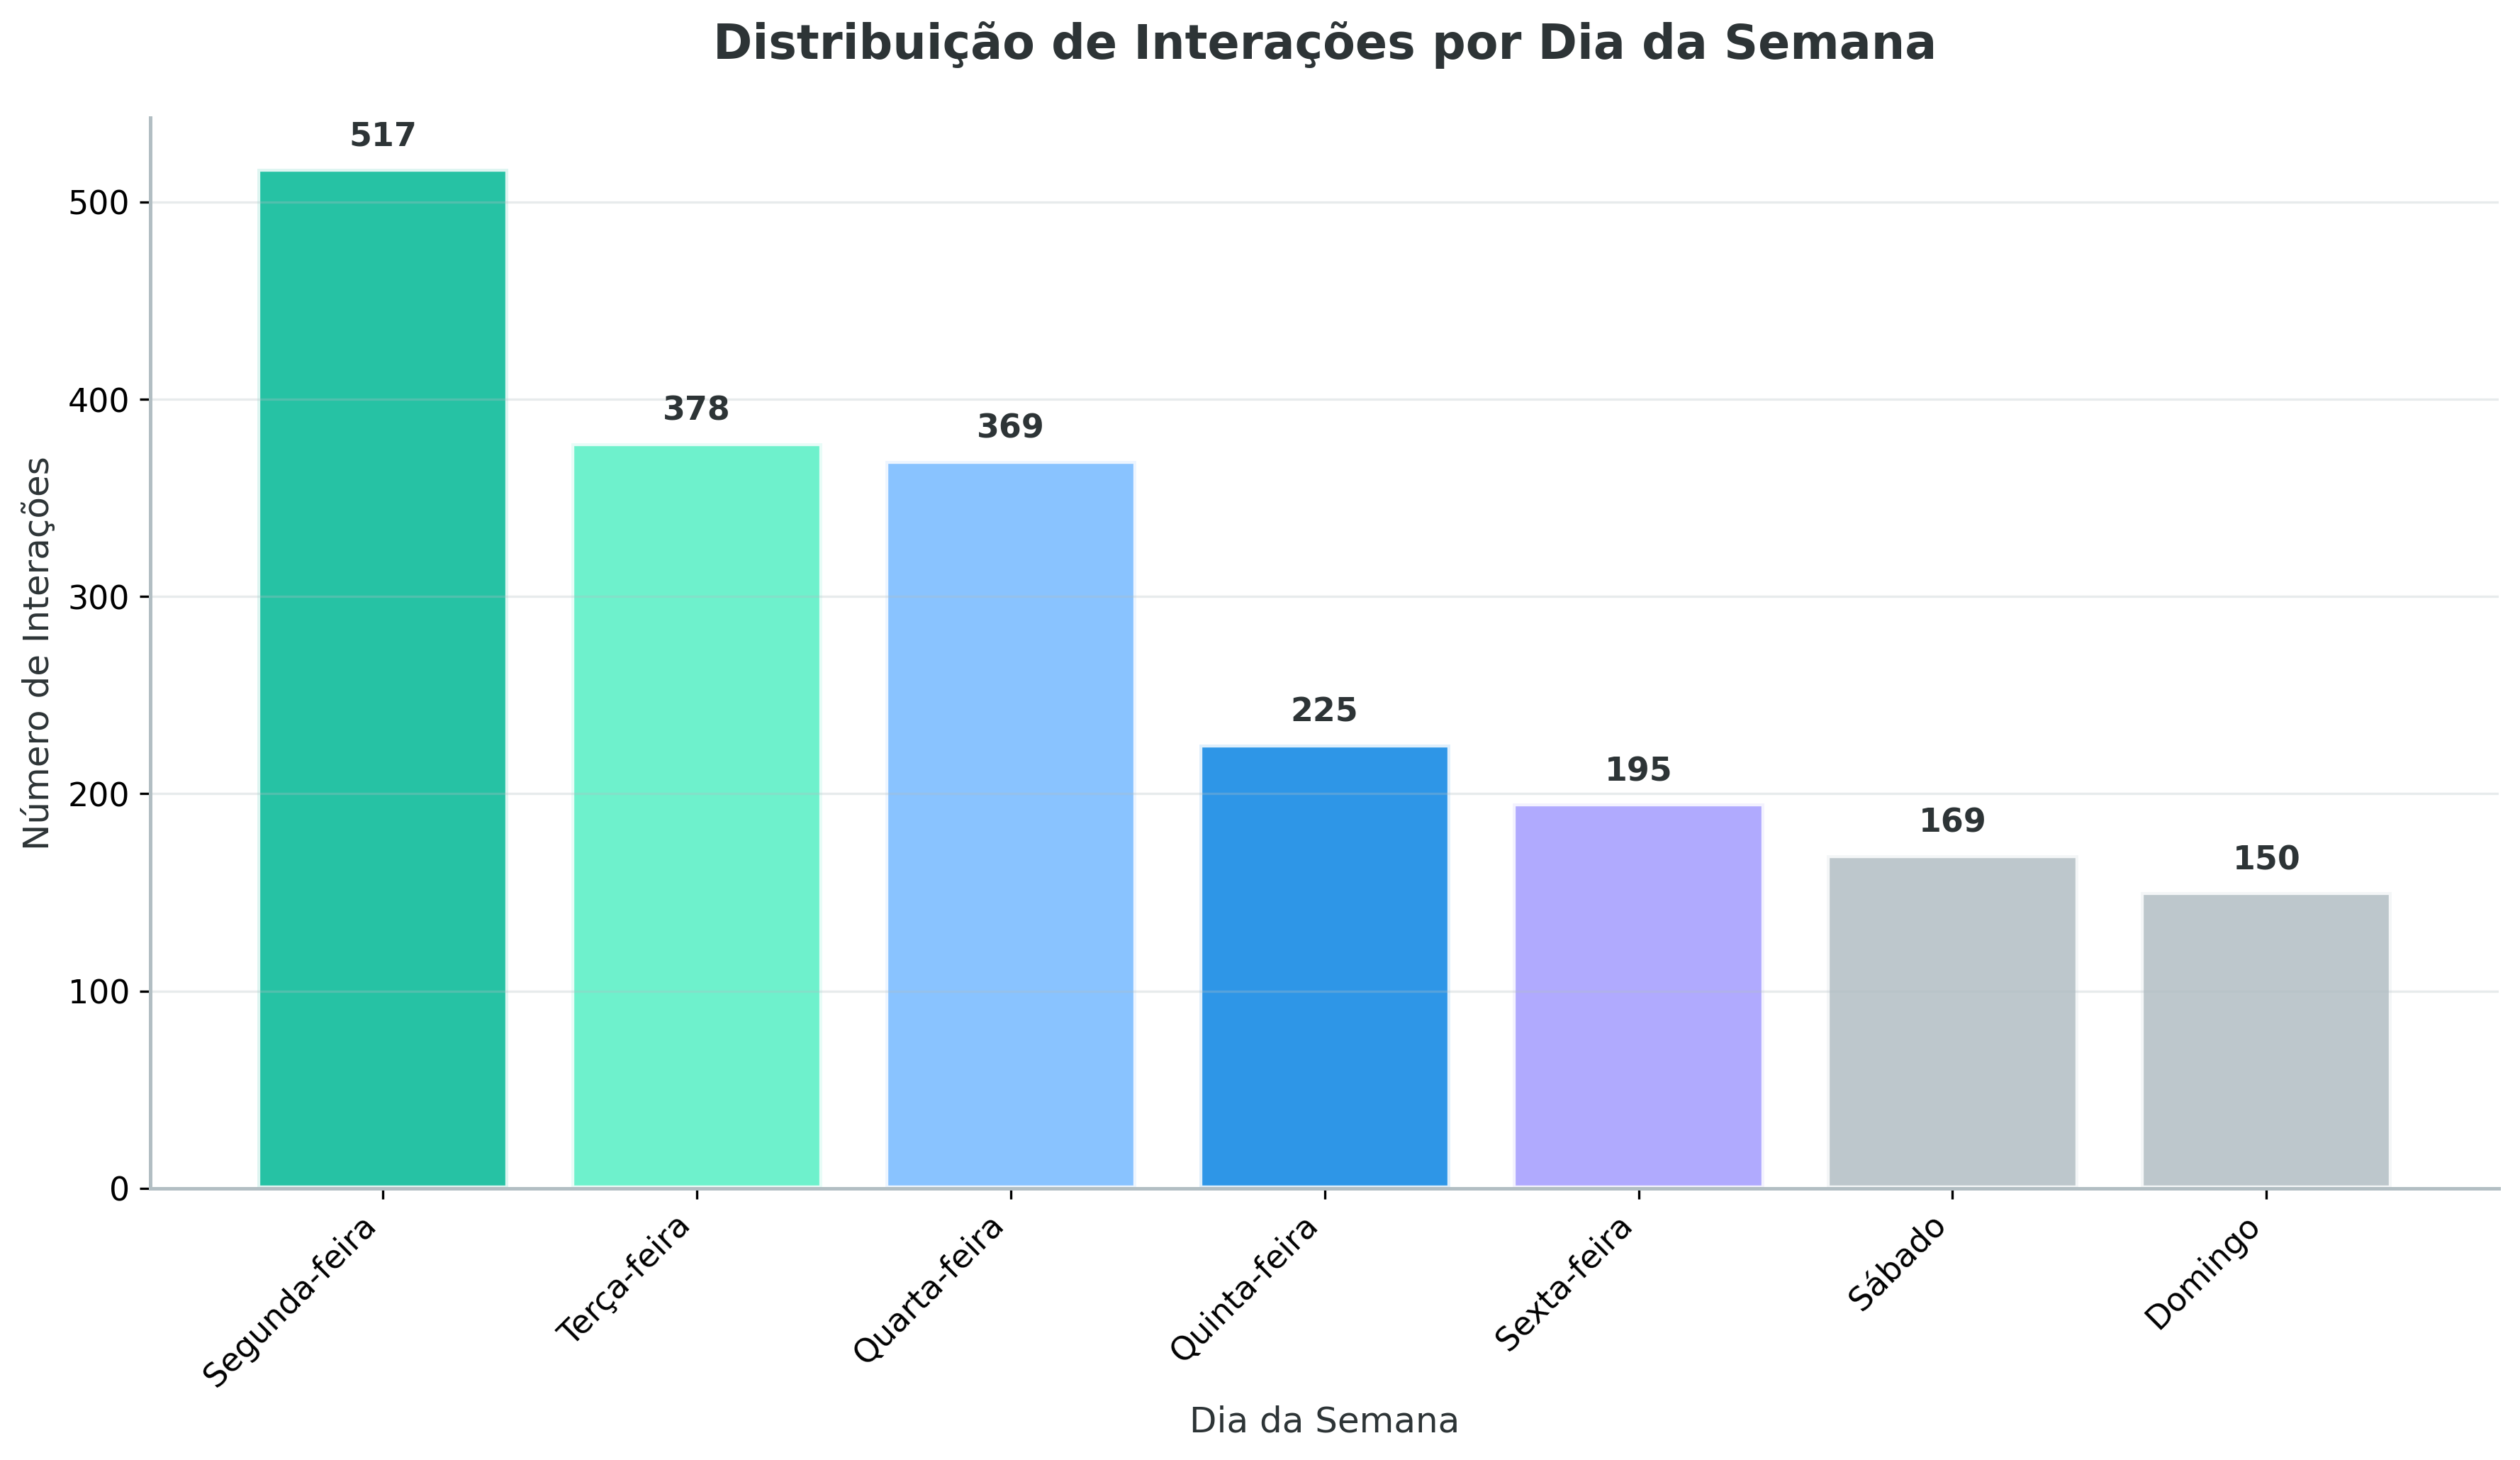 Distribuição de Interações por Dia da Semana
Número de Interações
500
400
300
200
100
0
517
378
369
225
195
169
150
Segunda-feira
Terça-feira
Quarta-feira
Quinta-feira
Sexta-feira
Sábado
Domingo
Dia da Semana